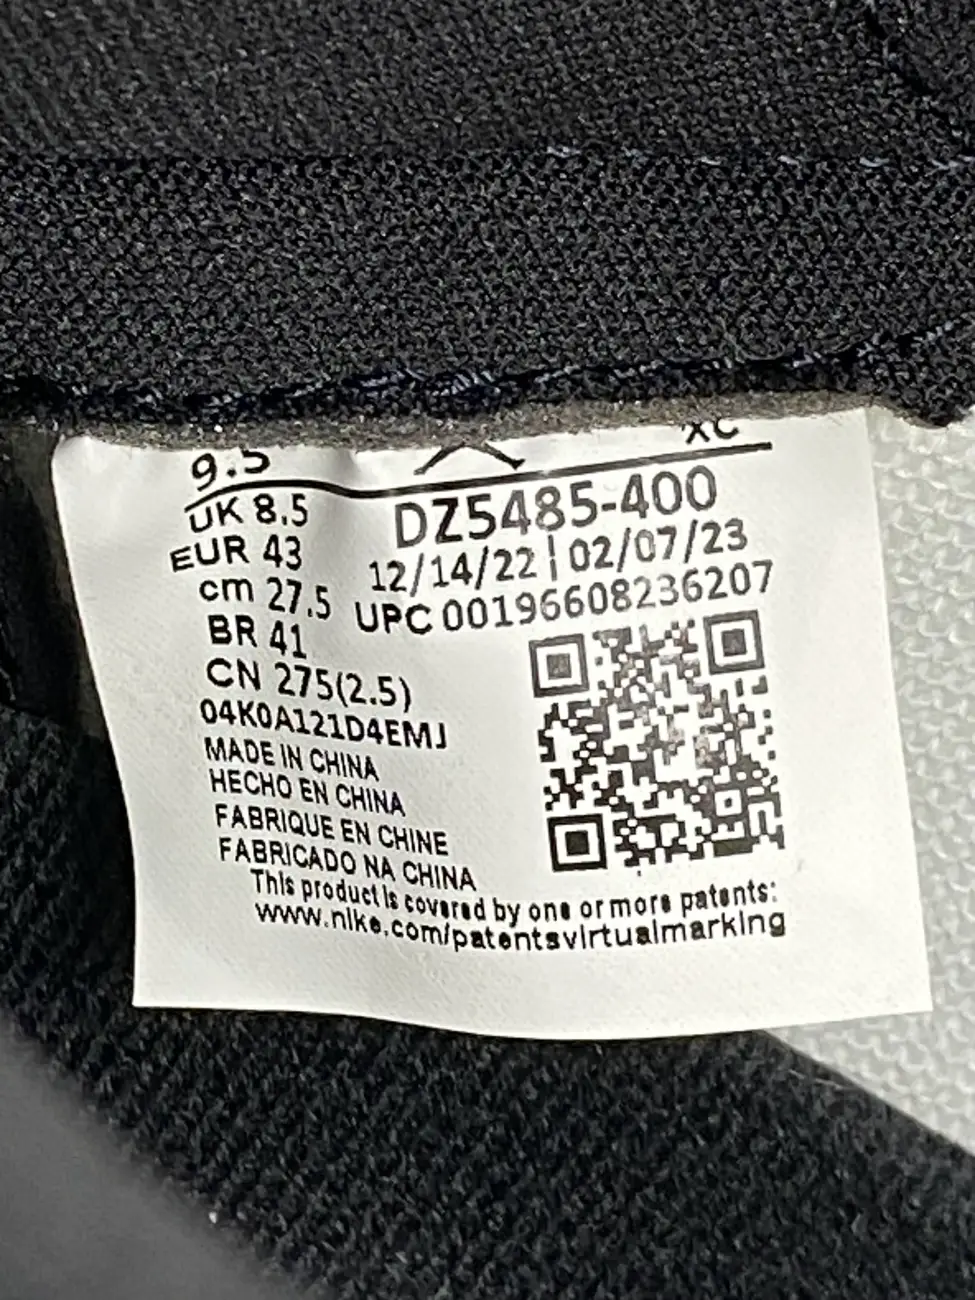 9.5
XC
UK 8.5
DZ5485-400
EUR 43
12/14/22 | 02/07/23
cm 27.5
UPC 00196608236207
BR 41
CN 275(2.5)
04K0A121D4EMJ
MADE IN CHINA
HECHO EN CHINA
FABRIQUE EN CHINE
FABRICADO NA CHINA
This product is covered by one or more patents:
www.nike.com/patentsvirtualmarking